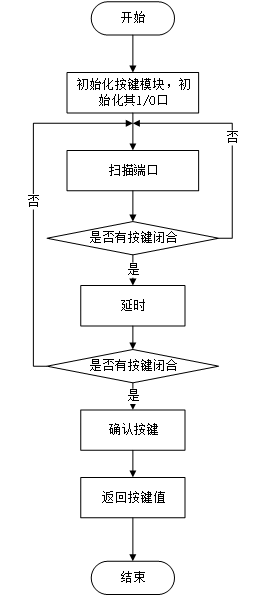 开始
初始化按键模块，初
始化其I/O口
否
扫描端口
否
是否有按键闭合
是
延时
是否有按键闭合
是
确认按键
返回按键值
结束